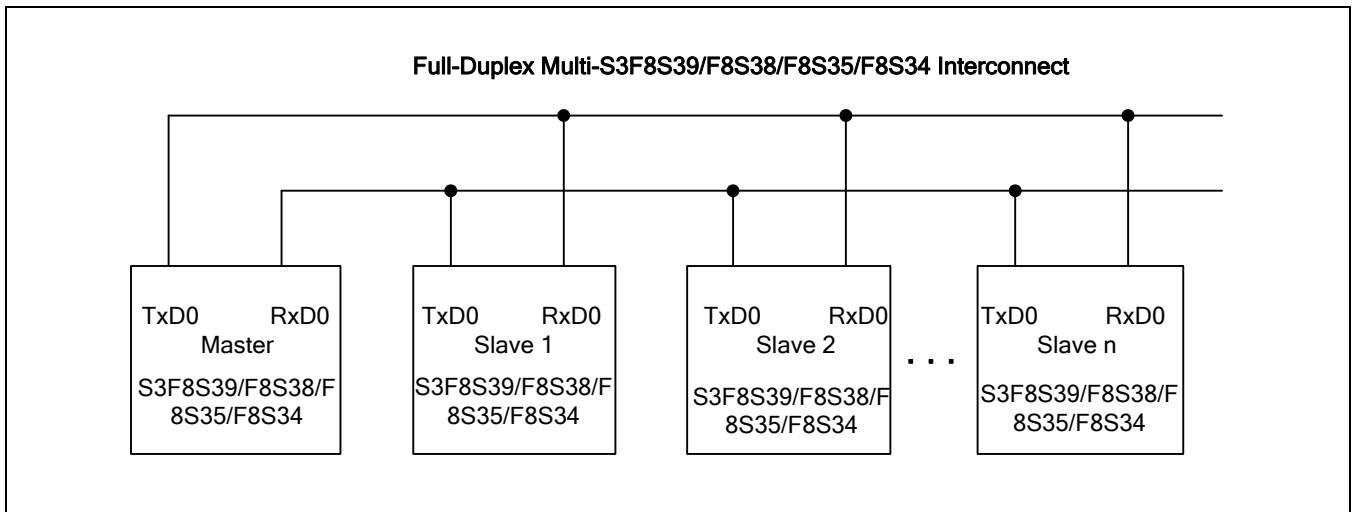 Full-Duplex Multi-S3F8S39/F8S38/F8S35/F8S34 Interconnect
TxD0 RxD0
Master
S3F8S39/F8S38/F
8S35/F8S34
TxD0 RxD0
Slave 1
S3F8S39/F8S38/F
8S35/F8S34
TxD0 RxD0
Slave 2
S3F8S39/F8S38/F
8S35/F8S34
. . .
TxD0 RxD0
Slave n
S3F8S39/F8S38/F
8S35/F8S34